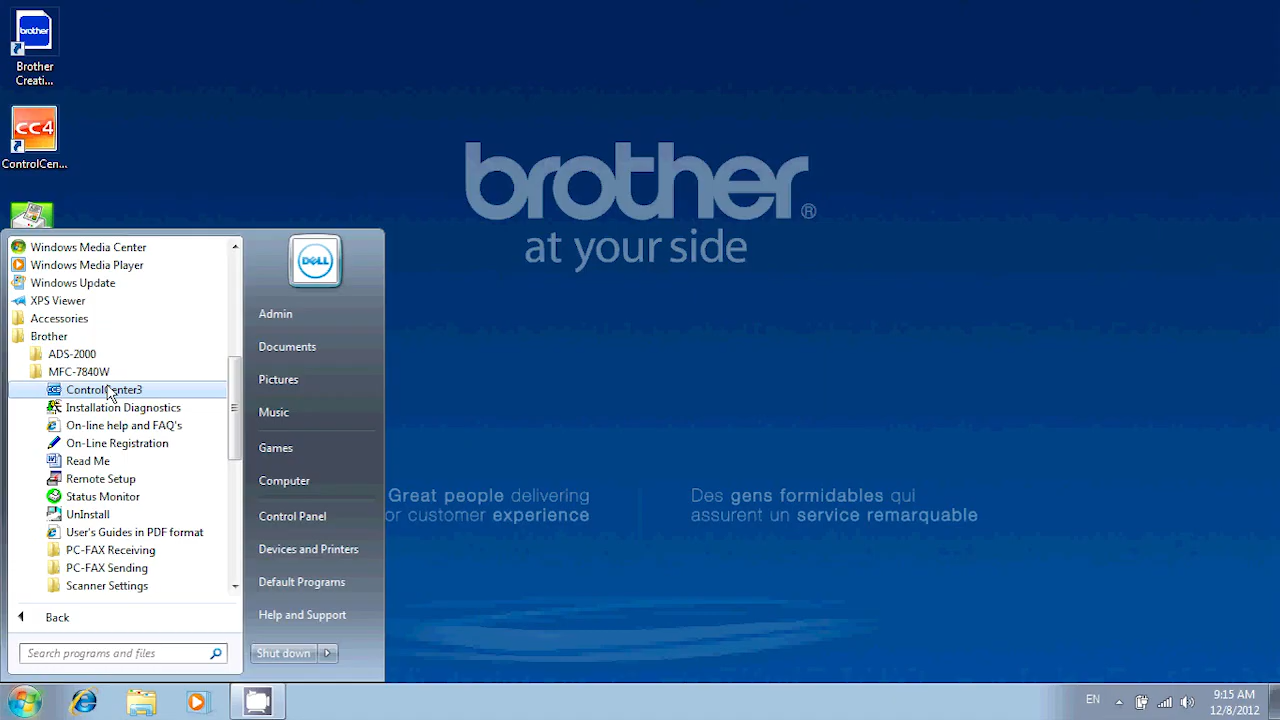 brother
Brother
Creati...
CC4
ControlCen...
brother®
at your side
Windows Media Center
Windows Media Player
Windows Update
XPS Viewer
Accessories
Brother
ADS-2000
MFC-7840W
ControlCenter3
Installation Diagnostics
On-line help and FAQ's
On-Line Registration
Read Me
Remote Setup
Status Monitor
UnInstall
User's Guides in PDF format
PC-FAX Receiving
PC-FAX Sending
Scanner Settings
Back
Search programs and files
DELL
Admin
Documents
Pictures
Music
Games
Computer
Control Panel
Devices and Printers
Default Programs
Help and Support
Shut down
Great people delivering
or customer experience
Des gens formidables qui
assurent un service remarquable
EN
9:15 AM
12/8/2012